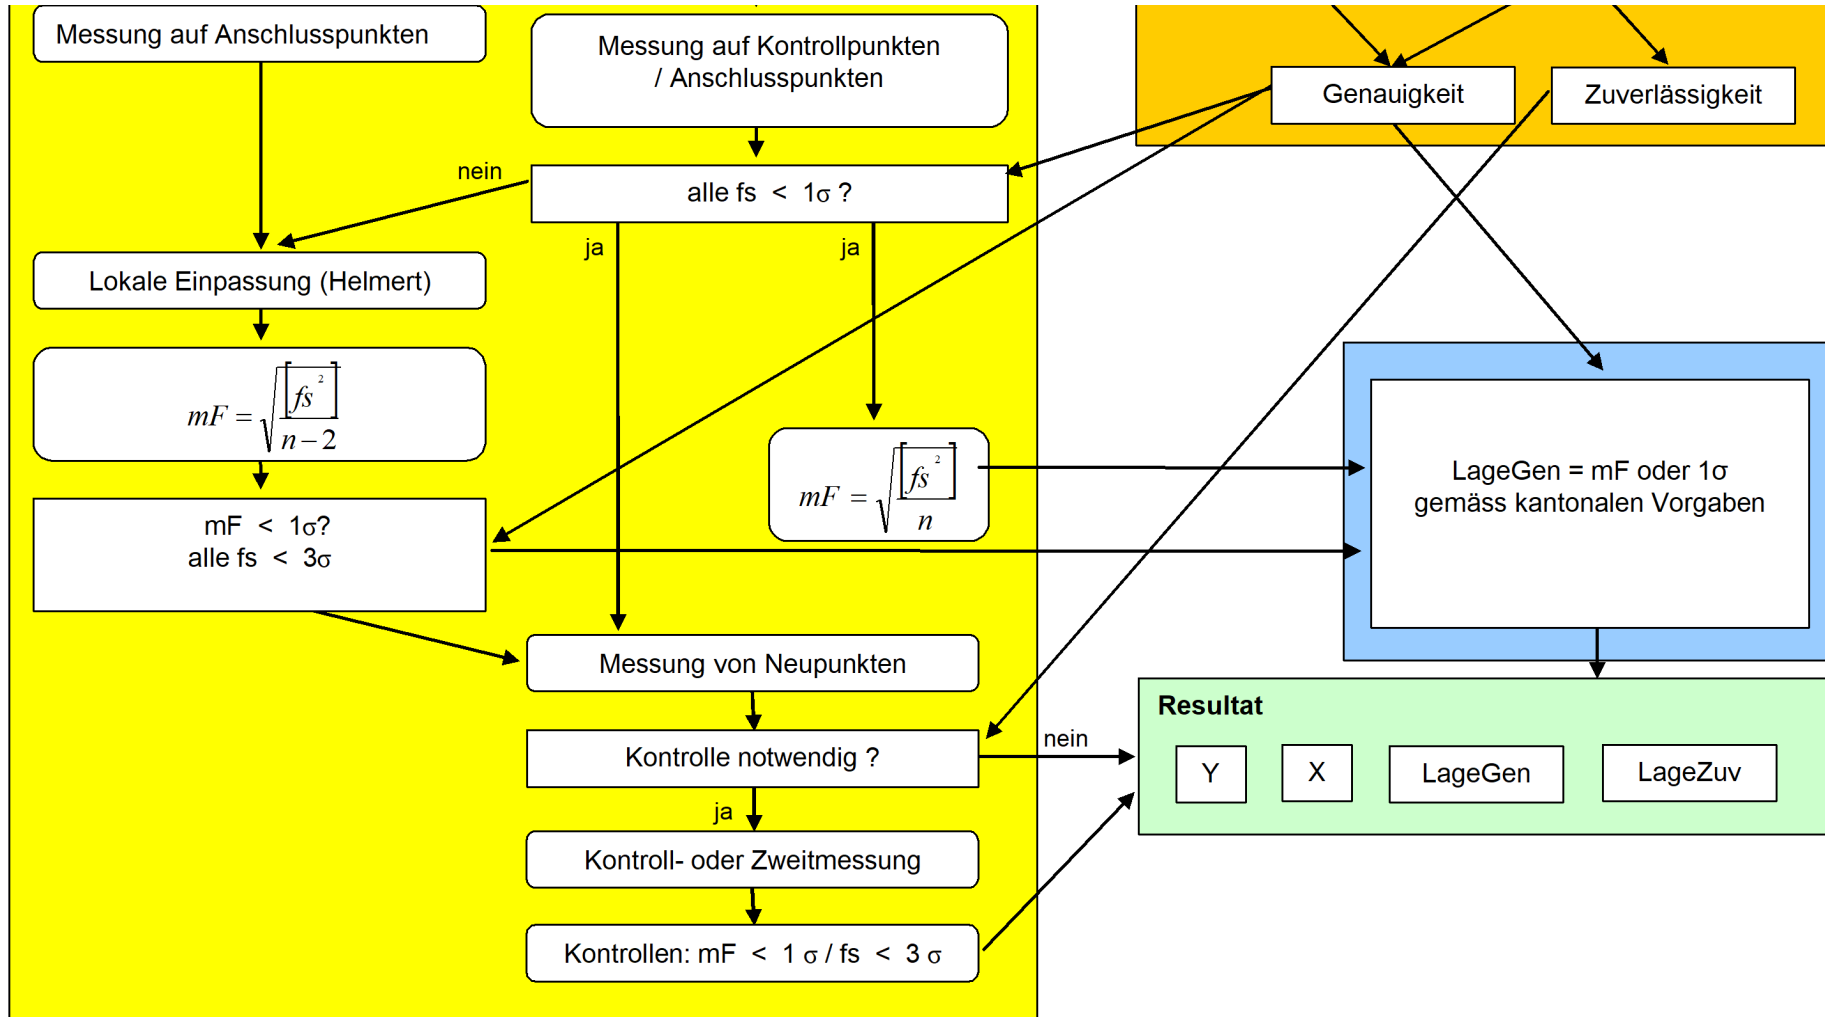 Messung auf Anschlusspunkten
Messung auf Kontrollpunkten
/ Anschlusspunkten
Genauigkeit
Zuverlässigkeit
nein
alle fs < 1σ ?
ja
ja
Lokale Einpassung (Helmert)
mF = √([fs²] / n − 2)
mF = √([fs²] / n)
LageGen = mF oder 1σ
gemäss kantonalen Vorgaben
mF < 1σ?
alle fs < 3σ
Messung von Neupunkten
Kontrolle notwendig ?
nein
ja
Kontroll- oder Zweitmessung
Kontrollen: mF < 1 σ / fs < 3 σ
Resultat
Y
X
LageGen
LageZuv